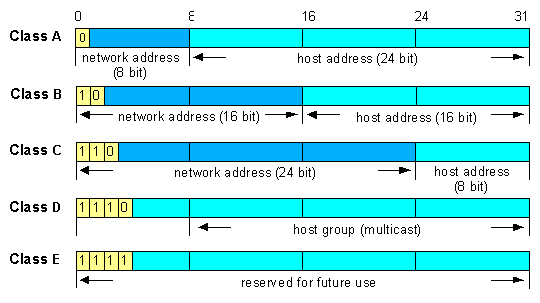 0 8 16 24 31
Class A 0
network address host address (24 bit)
(8 bit)
Class B 1 0
network address (16 bit) host address (16 bit)
Class C 1 1 0
network address (24 bit) host address
(8 bit)
Class D 1 1 1 0
host group (multicast)
Class E 1 1 1 1
reserved for future use